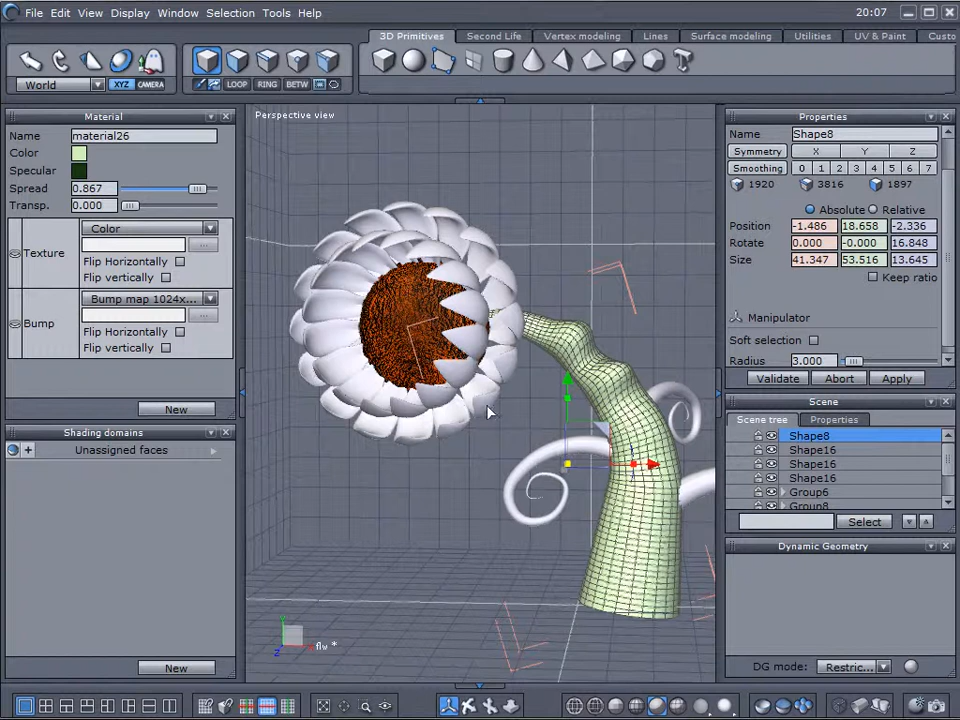 File Edit View Display Window Selection Tools Help 20:07
3D Primitives Second Life Vertex modeling Lines Surface modeling Utilities UV & Paint Custo
World XYZ CAMERA LOOP RING BETW
Material
Name material26
Color
Specular
Spread 0.867
Transp. 0.000
Texture Color
...
Flip Horizontally
Flip vertically
Bump Bump map 1024x...
...
Flip Horizontally
Flip vertically
New
Shading domains
Unassigned faces
New
Perspective view
Y
X
Z
flw *
Properties
Name Shape8
Symmetry X Y Z
Smoothing 0 1 2 3 4 5 6 7
1920 3816 1897
Absolute Relative
Position -1.486 18.658 -2.336
Rotate 0.000 -0.000 16.848
Size 41.347 53.516 13.645
Keep ratio
Manipulator
Soft selection
Radius 3.000
Validate Abort Apply
Scene
Scene tree Properties
Shape8
Shape16
Shape16
Shape16
Group6
Group8
Select
Dynamic Geometry
DG mode: Restric...